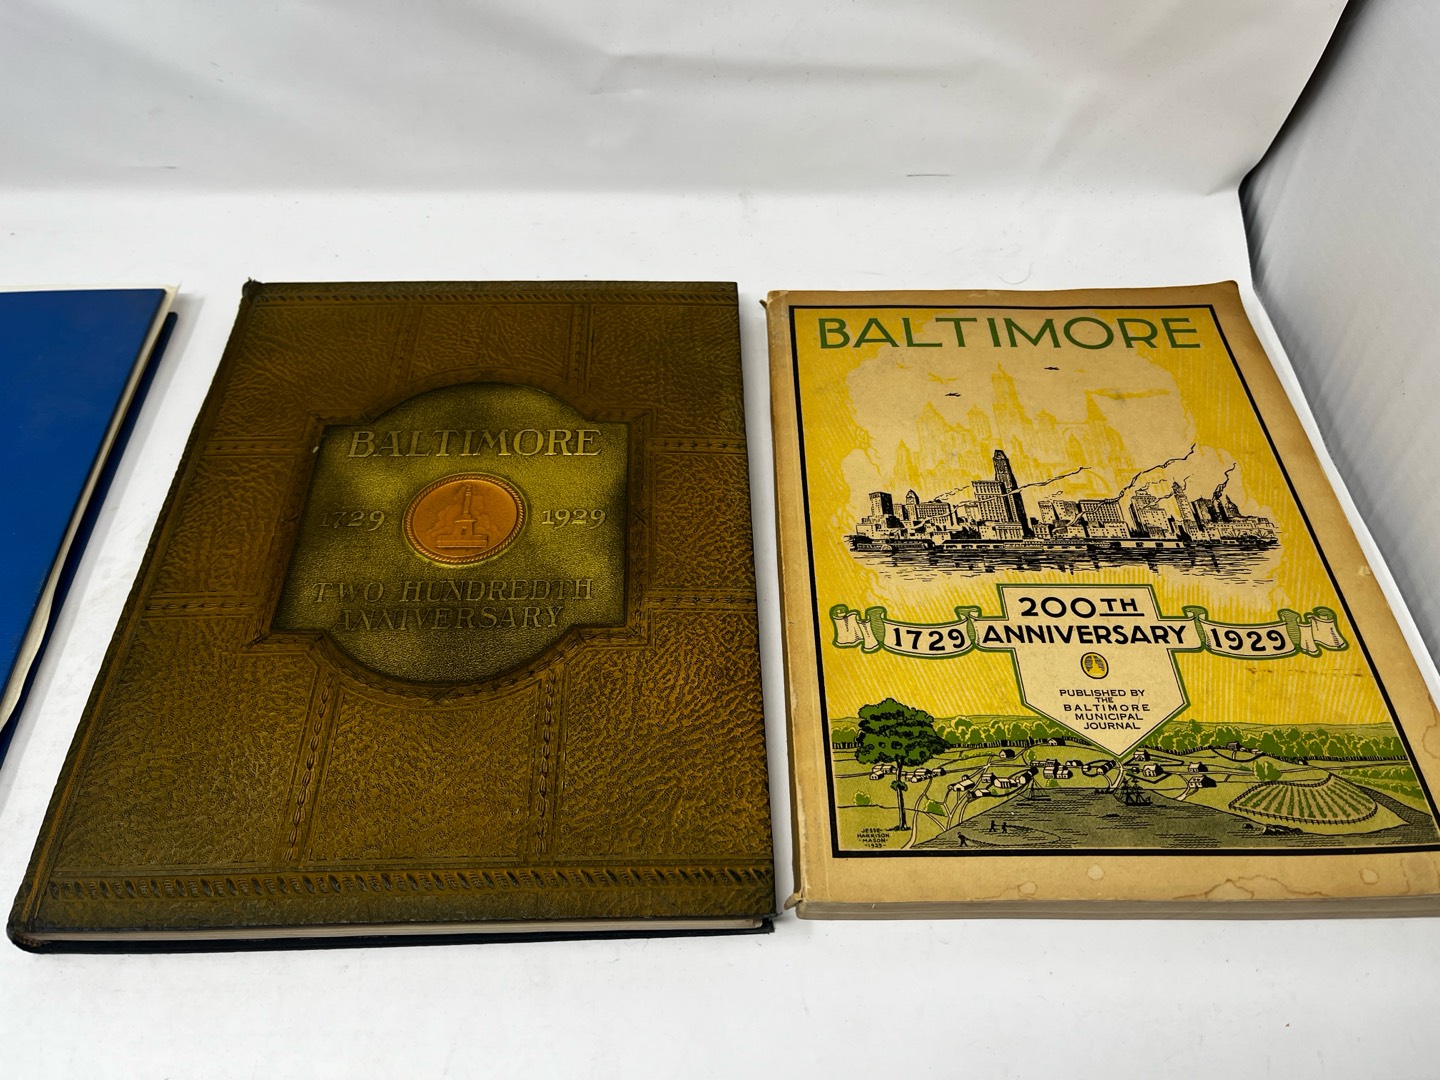 BALTIMORE
1729 1929
TWO HUNDREDTH
ANNIVERSARY
BALTIMORE
200TH
1729 ANNIVERSARY 1929
PUBLISHED BY
THE
BALTIMORE
MUNICIPAL
JOURNAL
JESSE
HARRISON
-MASON-
-1929-